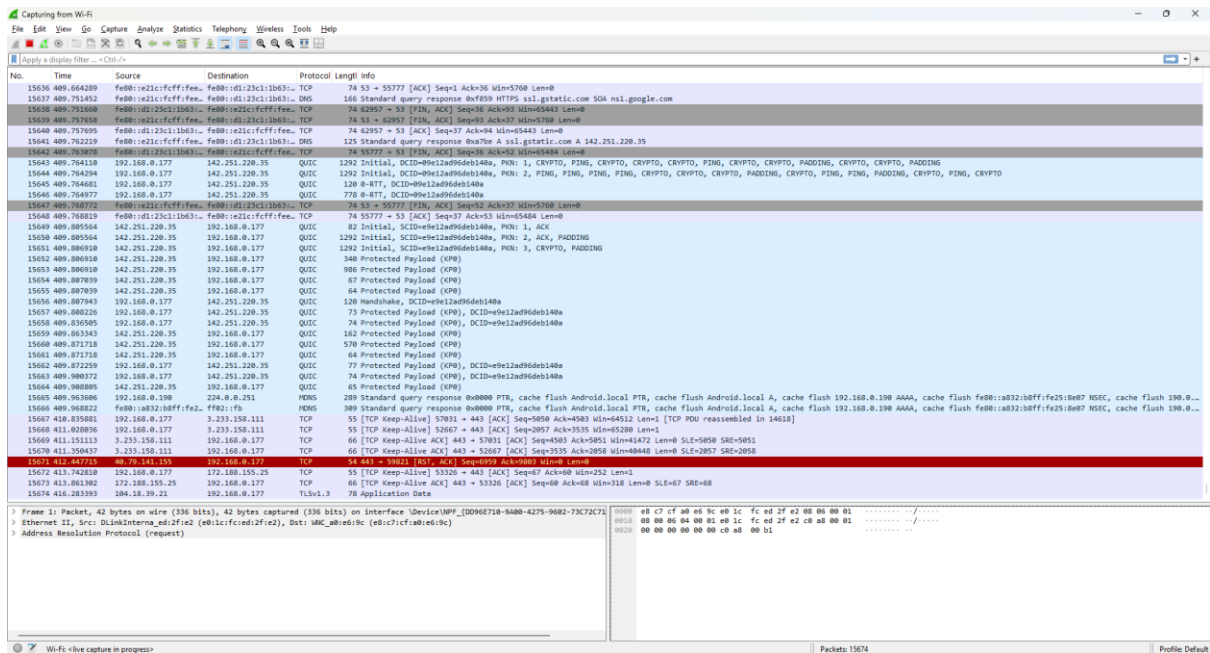 Capturing from Wi-Fi
File Edit View Go Capture Analyze Statistics Telephony Wireless Tools Help
Apply a display filter ... <Ctrl-/>
No. Time Source Destination Protocol Lengtl Info
15636 409.664289 fe80::e21c:fcff:fee… fe80::d1:23c1:1b63:… TCP 74 53 → 55777 [ACK] Seq=1 Ack=36 Win=5760 Len=0
15637 409.751452 fe80::e21c:fcff:fee… fe80::d1:23c1:1b63:… DNS 166 Standard query response 0xf859 HTTPS ssl.gstatic.com SOA ns1.google.com
15638 409.751660 fe80::d1:23c1:1b63:… fe80::e21c:fcff:fee… TCP 74 62957 → 53 [FIN, ACK] Seq=36 Ack=93 Win=65443 Len=0
15639 409.757658 fe80::e21c:fcff:fee… fe80::d1:23c1:1b63:… TCP 74 53 → 62957 [FIN, ACK] Seq=93 Ack=37 Win=5760 Len=0
15640 409.757695 fe80::d1:23c1:1b63:… fe80::e21c:fcff:fee… TCP 74 62957 → 53 [ACK] Seq=37 Ack=94 Win=65443 Len=0
15641 409.762219 fe80::e21c:fcff:fee… fe80::d1:23c1:1b63:… DNS 125 Standard query response 0xa7be A ssl.gstatic.com A 142.251.220.35
15642 409.763078 fe80::d1:23c1:1b63:… fe80::e21c:fcff:fee… TCP 74 55777 → 53 [FIN, ACK] Seq=36 Ack=52 Win=65484 Len=0
15643 409.764110 192.168.0.177 142.251.220.35 QUIC 1292 Initial, DCID=09e12ad96deb140a, PKN: 1, CRYPTO, PING, CRYPTO, CRYPTO, CRYPTO, PING, CRYPTO, CRYPTO, PADDING, CRYPTO, CRYPTO, PADDING
15644 409.764294 192.168.0.177 142.251.220.35 QUIC 1292 Initial, DCID=09e12ad96deb140a, PKN: 2, PING, PING, PING, PING, CRYPTO, CRYPTO, CRYPTO, PADDING, CRYPTO, PING, PING, PADDING, CRYPTO, PING, CRYPTO
15645 409.764681 192.168.0.177 142.251.220.35 QUIC 120 0-RTT, DCID=09e12ad96deb140a
15646 409.764977 192.168.0.177 142.251.220.35 QUIC 778 0-RTT, DCID=09e12ad96deb140a
15647 409.768772 fe80::e21c:fcff:fee… fe80::d1:23c1:1b63:… TCP 74 53 → 55777 [FIN, ACK] Seq=52 Ack=37 Win=5760 Len=0
15648 409.768819 fe80::d1:23c1:1b63:… fe80::e21c:fcff:fee… TCP 74 55777 → 53 [ACK] Seq=37 Ack=53 Win=65484 Len=0
15649 409.805564 142.251.220.35 192.168.0.177 QUIC 82 Initial, SCID=e9e12ad96deb140a, PKN: 1, ACK
15650 409.805564 142.251.220.35 192.168.0.177 QUIC 1292 Initial, SCID=e9e12ad96deb140a, PKN: 2, ACK, PADDING
15651 409.806910 142.251.220.35 192.168.0.177 QUIC 1292 Initial, SCID=e9e12ad96deb140a, PKN: 3, CRYPTO, PADDING
15652 409.806910 142.251.220.35 192.168.0.177 QUIC 340 Protected Payload (KP0)
15653 409.806910 142.251.220.35 192.168.0.177 QUIC 986 Protected Payload (KP0)
15654 409.807039 142.251.220.35 192.168.0.177 QUIC 67 Protected Payload (KP0)
15655 409.807039 142.251.220.35 192.168.0.177 QUIC 64 Protected Payload (KP0)
15656 409.807943 192.168.0.177 142.251.220.35 QUIC 120 Handshake, DCID=e9e12ad96deb140a
15657 409.808226 192.168.0.177 142.251.220.35 QUIC 73 Protected Payload (KP0), DCID=e9e12ad96deb140a
15658 409.836505 192.168.0.177 142.251.220.35 QUIC 74 Protected Payload (KP0), DCID=e9e12ad96deb140a
15659 409.863343 142.251.220.35 192.168.0.177 QUIC 162 Protected Payload (KP0)
15660 409.871718 142.251.220.35 192.168.0.177 QUIC 570 Protected Payload (KP0)
15661 409.871718 142.251.220.35 192.168.0.177 QUIC 64 Protected Payload (KP0)
15662 409.872259 192.168.0.177 142.251.220.35 QUIC 77 Protected Payload (KP0), DCID=e9e12ad96deb140a
15663 409.900372 192.168.0.177 142.251.220.35 QUIC 74 Protected Payload (KP0), DCID=e9e12ad96deb140a
15664 409.908805 142.251.220.35 192.168.0.177 QUIC 65 Protected Payload (KP0)
15665 409.963606 192.168.0.190 224.0.0.251 MDNS 289 Standard query response 0x0000 PTR, cache flush Android.local PTR, cache flush Android.local A, cache flush 192.168.0.190 AAAA, cache flush fe80::a832:b8ff:fe25:8e07 NSEC, cache flush 190.0.…
15666 409.968822 fe80::a832:b8ff:fe2… ff02::fb MDNS 309 Standard query response 0x0000 PTR, cache flush Android.local PTR, cache flush Android.local A, cache flush 192.168.0.190 AAAA, cache flush fe80::a832:b8ff:fe25:8e07 NSEC, cache flush 190.0.…
15667 410.835881 192.168.0.177 3.233.158.111 TCP 55 [TCP Keep-Alive] 57031 → 443 [ACK] Seq=5050 Ack=4503 Win=64512 Len=1 [TCP PDU reassembled in 14618]
15668 411.028036 192.168.0.177 3.233.158.111 TCP 55 [TCP Keep-Alive] 52667 → 443 [ACK] Seq=2057 Ack=3535 Win=65280 Len=1
15669 411.151113 3.233.158.111 192.168.0.177 TCP 66 [TCP Keep-Alive ACK] 443 → 57031 [ACK] Seq=4503 Ack=5051 Win=41472 Len=0 SLE=5050 SRE=5051
15670 411.350437 3.233.158.111 192.168.0.177 TCP 66 [TCP Keep-Alive ACK] 443 → 52667 [ACK] Seq=3535 Ack=2058 Win=40448 Len=0 SLE=2057 SRE=2058
15671 412.447715 40.79.141.155 192.168.0.177 TCP 54 443 → 59821 [RST, ACK] Seq=6959 Ack=9803 Win=0 Len=0
15672 413.742810 192.168.0.177 172.188.155.25 TCP 55 [TCP Keep-Alive] 53326 → 443 [ACK] Seq=67 Ack=60 Win=252 Len=1
15673 413.861302 172.188.155.25 192.168.0.177 TCP 66 [TCP Keep-Alive ACK] 443 → 53326 [ACK] Seq=60 Ack=68 Win=318 Len=0 SLE=67 SRE=68
15674 416.283393 104.18.39.21 192.168.0.177 TLSv1.3 78 Application Data
> Frame 1: Packet, 42 bytes on wire (336 bits), 42 bytes captured (336 bits) on interface \Device\NPF_{DD96E710-9A00-4275-9602-73C72C71
> Ethernet II, Src: DLinkInterna_ed:2f:e2 (e0:1c:fc:ed:2f:e2), Dst: WNC_a0:e6:9c (e8:c7:cf:a0:e6:9c)
> Address Resolution Protocol (request)
0000 e8 c7 cf a0 e6 9c e0 1c fc ed 2f e2 08 06 00 01 ········ ··/·····
0010 08 00 06 04 00 01 e0 1c fc ed 2f e2 c0 a8 00 01 ········ ··/·····
0020 00 00 00 00 00 00 c0 a8 00 b1 ········ ··
Wi-Fi: <live capture in progress> Packets: 15674 Profile: Default